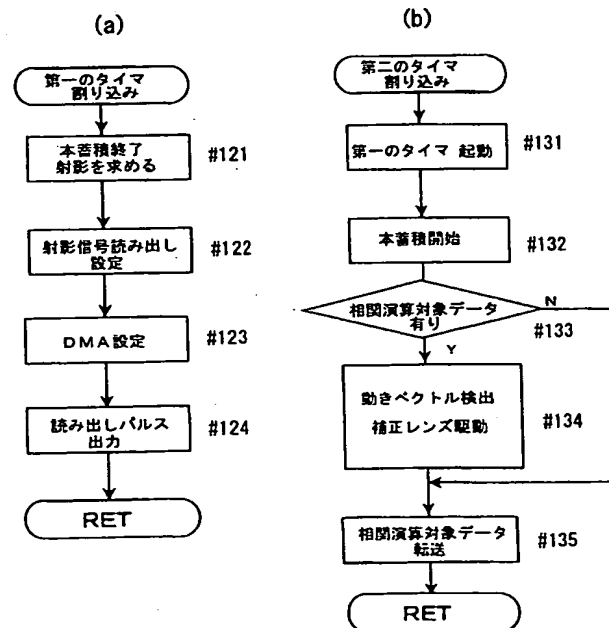 (a)
第一のタイマ
割り込み
本蓄積終了
射影を求める
#121
射影信号読み出し
設定
#122
DMA設定
#123
読み出しパルス
出力
#124
RET
(b)
第二のタイマ
割り込み
第一のタイマ 起動
#131
本蓄積開始
#132
相関演算対象データ
有り
N
#133
Y
動きベクトル検出
補正レンズ駆動
#134
相関演算対象データ
転送
#135
RET